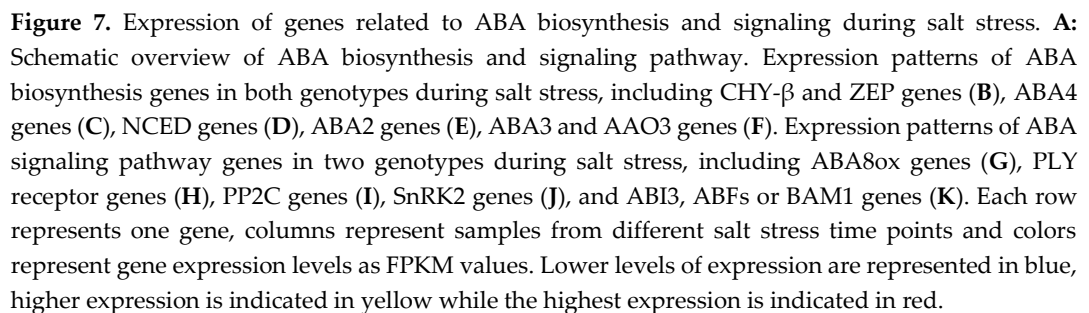 Figure 7. Expression of genes related to ABA biosynthesis and signaling during salt stress. A:
Schematic overview of ABA biosynthesis and signaling pathway. Expression patterns of ABA
biosynthesis genes in both genotypes during salt stress, including CHY-β and ZEP genes (B), ABA4
genes (C), NCED genes (D), ABA2 genes (E), ABA3 and AAO3 genes (F). Expression patterns of ABA
signaling pathway genes in two genotypes during salt stress, including ABA8ox genes (G), PLY
receptor genes (H), PP2C genes (I), SnRK2 genes (J), and ABI3, ABFs or BAM1 genes (K). Each row
represents one gene, columns represent samples from different salt stress time points and colors
represent gene expression levels as FPKM values. Lower levels of expression are represented in blue,
higher expression is indicated in yellow while the highest expression is indicated in red.